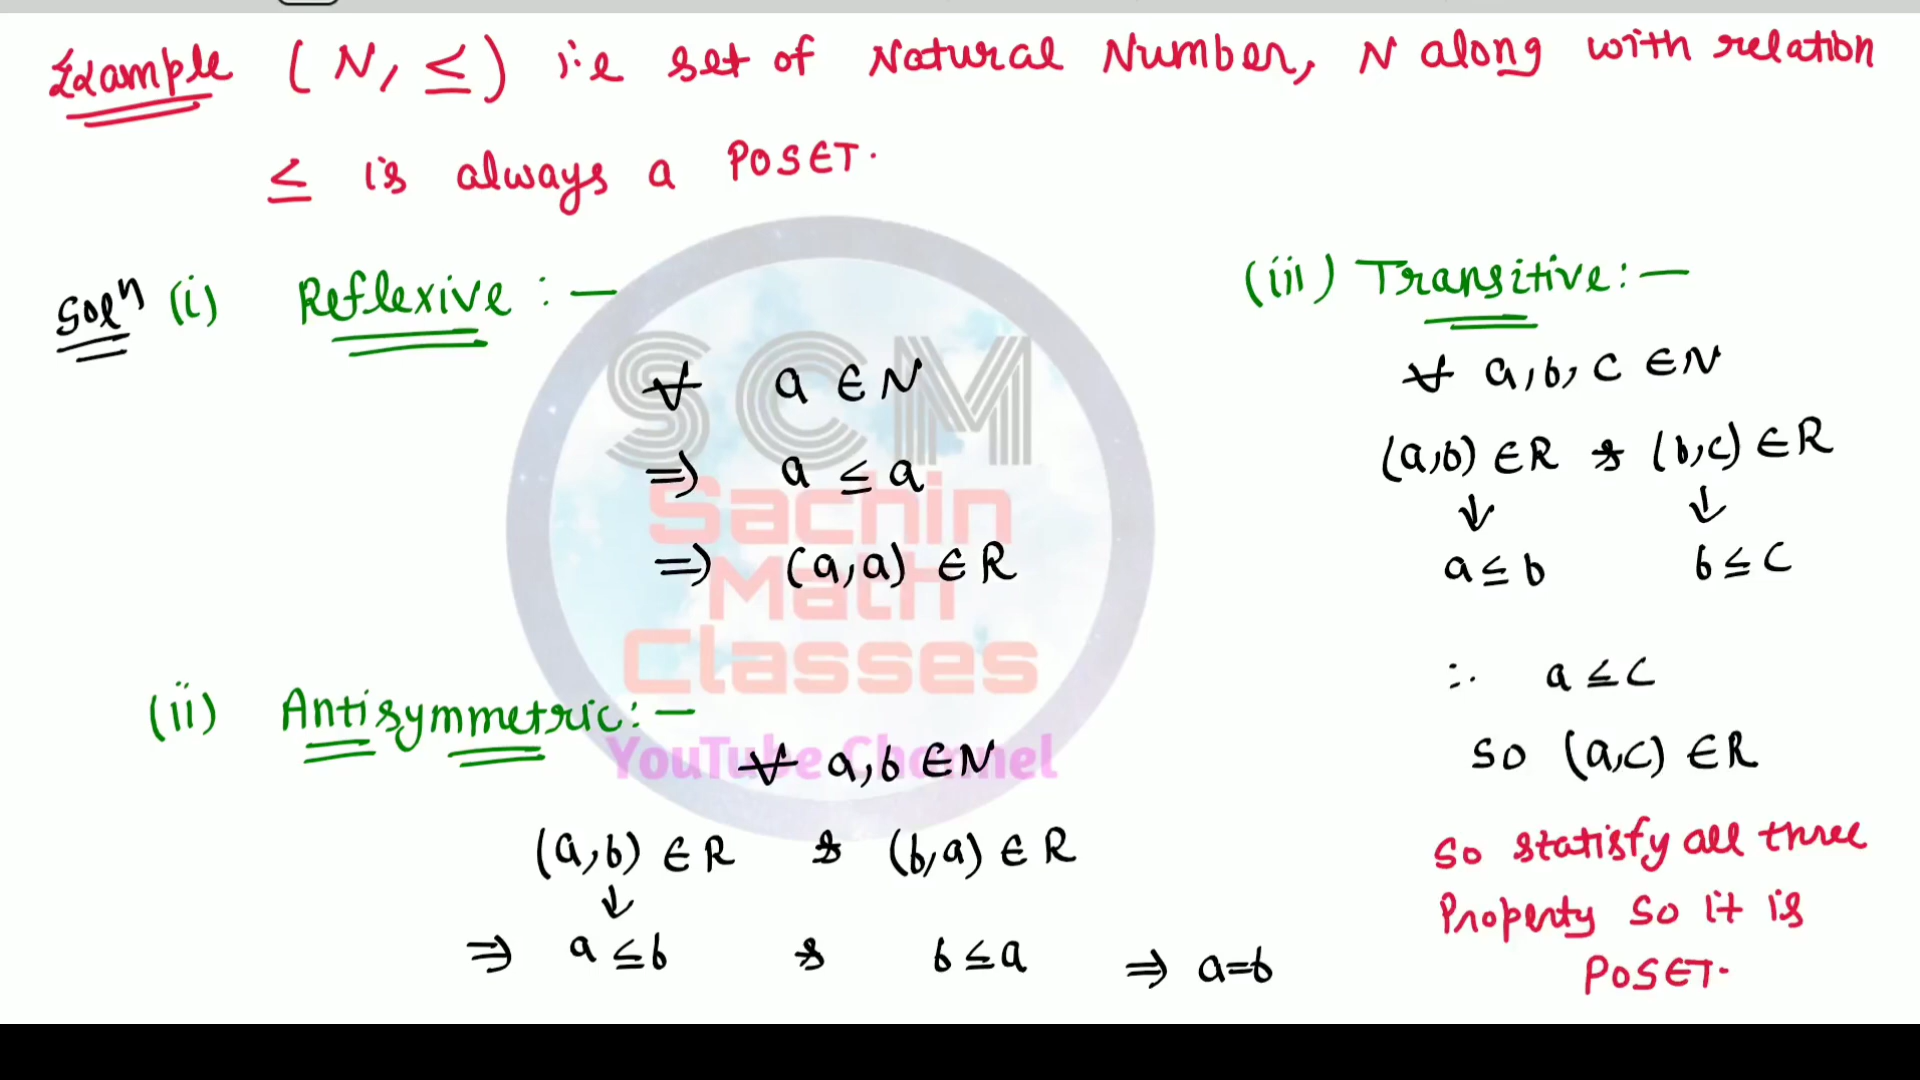 Example (N, ≤) i.e set of Natural Number, N along with relation
≤ is always a POSET.
Solⁿ (i) Reflexive :-
∀ a ∈ N
⇒ a ≤ a
⇒ (a,a) ∈ R
(ii) Antisymmetric :-
∀ a,b ∈ N
(a,b) ∈ R & (b,a) ∈ R
↓
⇒ a ≤ b & b ≤ a ⇒ a=b
(iii) Transitive :-
∀ a,b,c ∈ N
(a,b) ∈ R & (b,c) ∈ R
↓ ↓
a ≤ b b ≤ c
∴ a ≤ c
so (a,c) ∈ R
So statisfy all three
Property so it is
POSET.
SCM
Sachin
Math
Classes
YouTube Channel